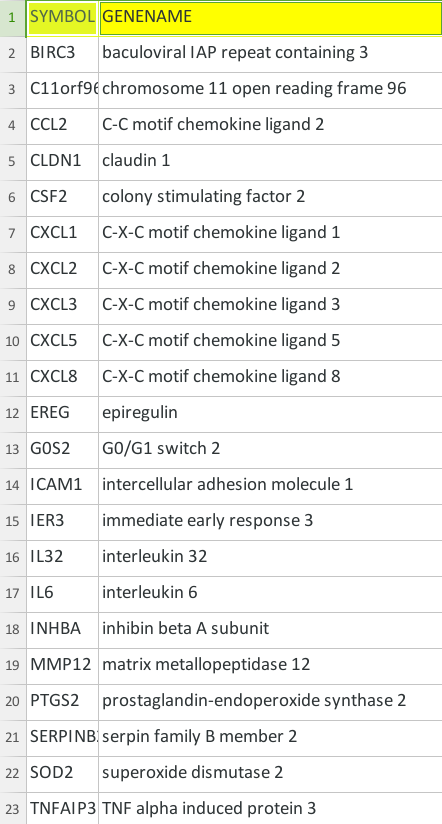 1 SYMBOL GENENAME
2 BIRC3 baculoviral IAP repeat containing 3
3 C11orf96 chromosome 11 open reading frame 96
4 CCL2 C-C motif chemokine ligand 2
5 CLDN1 claudin 1
6 CSF2 colony stimulating factor 2
7 CXCL1 C-X-C motif chemokine ligand 1
8 CXCL2 C-X-C motif chemokine ligand 2
9 CXCL3 C-X-C motif chemokine ligand 3
10 CXCL5 C-X-C motif chemokine ligand 5
11 CXCL8 C-X-C motif chemokine ligand 8
12 EREG epiregulin
13 G0S2 G0/G1 switch 2
14 ICAM1 intercellular adhesion molecule 1
15 IER3 immediate early response 3
16 IL32 interleukin 32
17 IL6 interleukin 6
18 INHBA inhibin beta A subunit
19 MMP12 matrix metallopeptidase 12
20 PTGS2 prostaglandin-endoperoxide synthase 2
21 SERPINB2 serpin family B member 2
22 SOD2 superoxide dismutase 2
23 TNFAIP3 TNF alpha induced protein 3